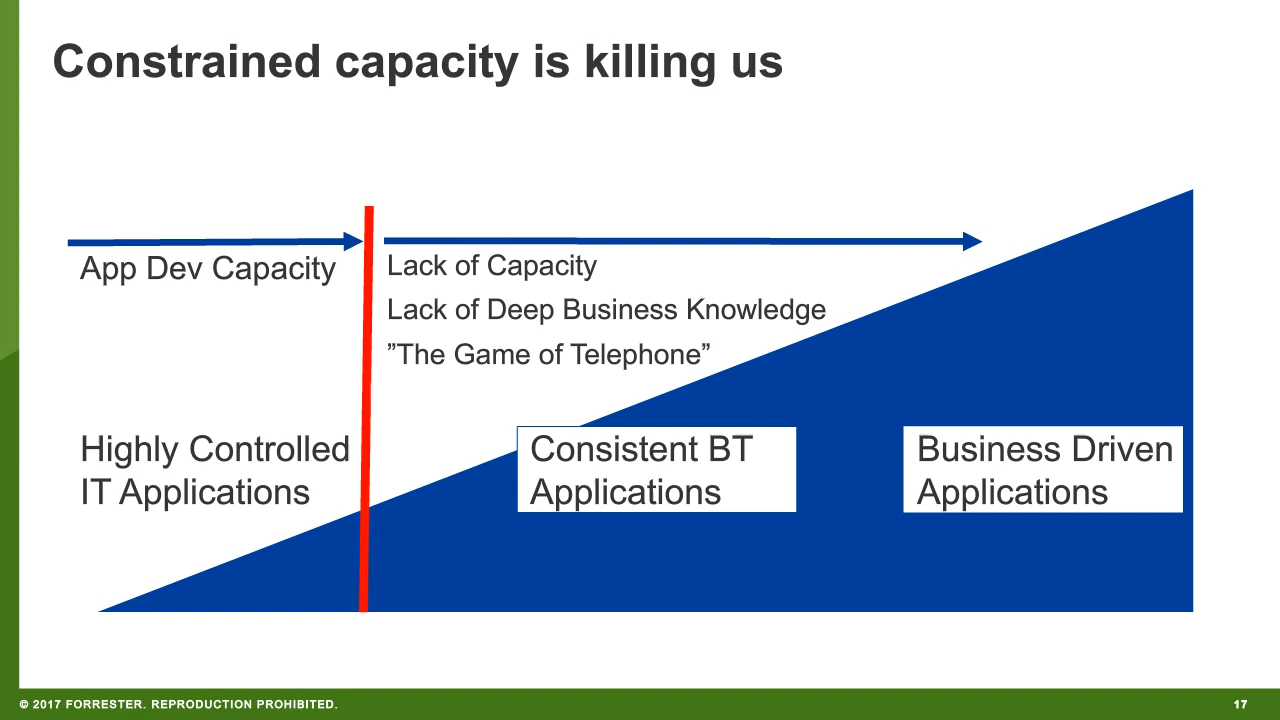 Constrained capacity is killing us
App Dev Capacity
Lack of Capacity
Lack of Deep Business Knowledge
”The Game of Telephone”
Highly Controlled
IT Applications
Consistent BT
Applications
Business Driven
Applications
© 2017 FORRESTER. REPRODUCTION PROHIBITED.
17